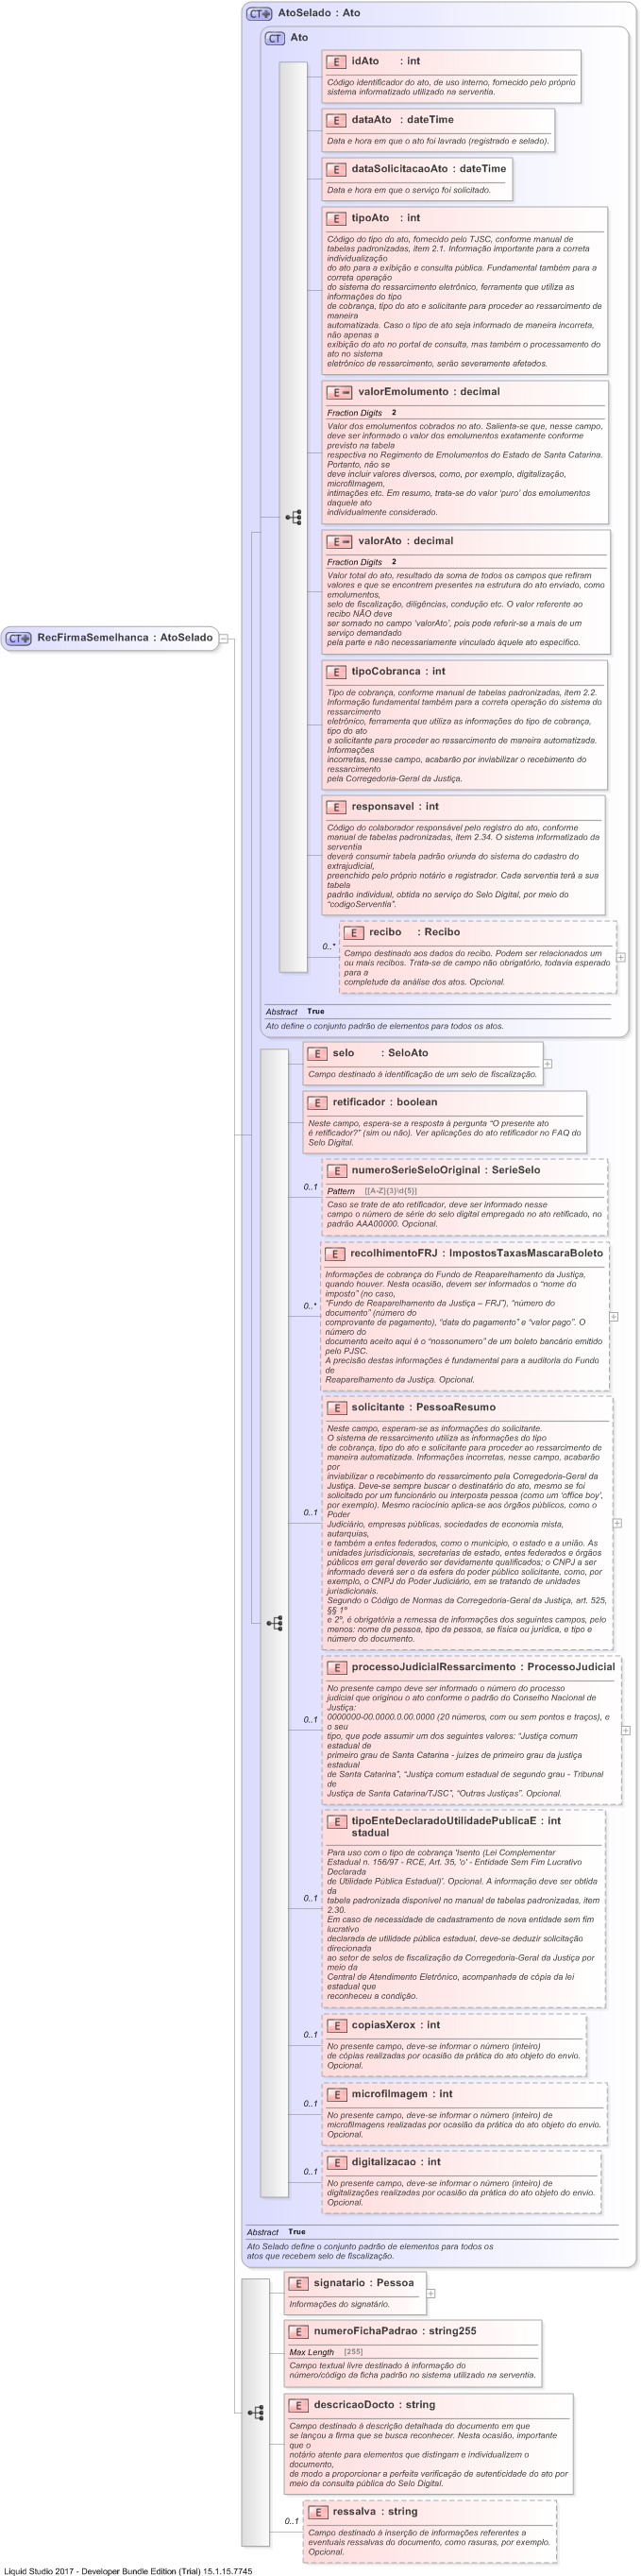 CT AtoSelado : Ato
CT Ato
E idAto : int
Código identificador do ato, de uso interno, fornecido pelo próprio
sistema informatizado utilizado na serventia.
E dataAto : dateTime
Data e hora em que o ato foi lavrado (registrado e selado).
E dataSolicitacaoAto : dateTime
Data e hora em que o serviço foi solicitado.
E tipoAto : int
Código do tipo do ato, fornecido pelo TJSC, conforme manual de
tabelas padronizadas, item 2.1. Informação importante para a correta
individualização
do ato para a exibição e consulta pública. Fundamental também para a
correta operação
do sistema do ressarcimento eletrônico, ferramenta que utiliza as
informações do tipo
de cobrança, tipo do ato e solicitante para proceder ao ressarcimento de
maneira
automatizada. Caso o tipo de ato seja informado de maneira incorreta,
não apenas a
exibição do ato no portal de consulta, mas também o processamento do
ato no sistema
eletrônico de ressarcimento, serão severamente afetados.
E valorEmolumento : decimal
Fraction Digits 2
Valor dos emolumentos cobrados no ato. Salienta-se que, nesse campo,
deve ser informado o valor dos emolumentos exatamente conforme
previsto na tabela
respectiva no Regimento de Emolumentos do Estado de Santa Catarina.
Portanto, não se
deve incluir valores diversos, como, por exemplo, digitalização,
microfilmagem,
intimações etc. Em resumo, trata-se do valor ‘puro’ dos emolumentos
daquele ato
individualmente considerado.
E valorAto : decimal
Fraction Digits 2
Valor total do ato, resultado da soma de todos os campos que refiram
valores e que se encontrem presentes na estrutura do ato enviado, como
emolumentos,
selo de fiscalização, diligências, condução etc. O valor referente ao
recibo NÃO deve
ser somado no campo ‘valorAto’, pois pode referir-se a mais de um
serviço demandado
pela parte e não necessariamente vinculado àquele ato específico.
CT RecFirmaSemelhanca : AtoSelado
E tipoCobranca : int
Tipo de cobrança, conforme manual de tabelas padronizadas, item 2.2.
Informação fundamental também para a correta operação do sistema do
ressarcimento
eletrônico, ferramenta que utiliza as informações do tipo de cobrança,
tipo do ato
e solicitante para proceder ao ressarcimento de maneira automatizada.
Informações
incorretas, nesse campo, acabarão por inviabilizar o recebimento do
ressarcimento
pela Corregedoria-Geral da Justiça.
E responsavel : int
Código do colaborador responsável pelo registro do ato, conforme
manual de tabelas padronizadas, item 2.34. O sistema informatizado da
serventia
deverá consumir tabela padrão oriunda do sistema do cadastro do
extrajudicial,
preenchido pelo próprio notário e registrador. Cada serventia terá a sua
tabela
padrão individual, obtida no serviço do Selo Digital, por meio do
“codigoServentia”.
E recibo : Recibo
0..*
Campo destinado aos dados do recibo. Podem ser relacionados um
ou mais recibos. Trata-se de campo não obrigatório, todavia esperado
para a
completude da análise dos atos. Opcional.
Abstract True
Ato define o conjunto padrão de elementos para todos os atos.
E selo : SeloAto
Campo destinado à identificação de um selo de fiscalização.
E retificador : boolean
Neste campo, espera-se a resposta à pergunta “O presente ato
é retificador?” (sim ou não). Ver aplicações do ato retificador no FAQ do
Selo Digital.
E numeroSerieSeloOriginal : SerieSelo
0..1
Pattern [[A-Z]{3}\d{5}]
Caso se trate de ato retificador, deve ser informado nesse
campo o número de série do selo digital empregado no ato retificado, no
padrão AAA00000. Opcional.
E recolhimentoFRJ : ImpostosTaxasMascaraBoleto
0..*
Informações de cobrança do Fundo de Reaparelhamento da Justiça,
quando houver. Nesta ocasião, devem ser informados o “nome do
imposto” (no caso,
“Fundo de Reaparelhamento da Justiça – FRJ”), “número do
documento” (número do
comprovante de pagamento), “data do pagamento” e “valor pago”. O
número do
documento aceito aqui é o “nossonumero” de um boleto bancário emitido
pelo PJSC.
A precisão destas informações é fundamental para a auditoria do Fundo
de
Reaparelhamento da Justiça. Opcional.
E solicitante : PessoaResumo
0..1
Neste campo, esperam-se as informações do solicitante.
O sistema de ressarcimento utiliza as informações do tipo
de cobrança, tipo do ato e solicitante para proceder ao ressarcimento de
maneira automatizada. Informações incorretas, nesse campo, acabarão
por
inviabilizar o recebimento do ressarcimento pela Corregedoria-Geral da
Justiça. Deve-se sempre buscar o destinatário do ato, mesmo se foi
solicitado por um funcionário ou interposta pessoa (como um ‘office boy’,
por exemplo). Mesmo raciocínio aplica-se aos órgãos públicos, como o
Poder
Judiciário, empresas públicas, sociedades de economia mista,
autarquias,
e também a entes federados, como o município, o estado e a união. As
unidades jurisdicionais, secretarias de estado, entes federados e órgãos
públicos em geral deverão ser devidamente qualificados; o CNPJ a ser
informado deverá ser o da esfera do poder público solicitante, como, por
exemplo, o CNPJ do Poder Judiciário, em se tratando de unidades
jurisdicionais.
Segundo o Código de Normas da Corregedoria-Geral da Justiça, art. 525,
§§ 1º
e 2º, é obrigatória a remessa de informações dos seguintes campos, pelo
menos: nome da pessoa, tipo da pessoa, se física ou jurídica, e tipo e
número do documento.
E processoJudicialRessarcimento : ProcessoJudicial
0..1
No presente campo deve ser informado o número do processo
judicial que originou o ato conforme o padrão do Conselho Nacional de
Justiça:
0000000-00.0000.0.00.0000 (20 números, com ou sem pontos e traços), e
o seu
tipo, que pode assumir um dos seguintes valores: “Justiça comum
estadual de
primeiro grau de Santa Catarina - juízes de primeiro grau da justiça
estadual
de Santa Catarina”, “Justiça comum estadual de segundo grau - Tribunal
de
Justiça de Santa Catarina/TJSC”, “Outras Justiças”. Opcional.
E tipoEnteDeclaradoUtilidadePublicaE : int
stadual
0..1
Para uso com o tipo de cobrança 'Isento (Lei Complementar
Estadual n. 156/97 - RCE, Art. 35, 'o' - Entidade Sem Fim Lucrativo
Declarada
de Utilidade Pública Estadual)'. Opcional. A informação deve ser obtida
da
tabela padronizada disponível no manual de tabelas padronizadas, item
2.30.
Em caso de necessidade de cadastramento de nova entidade sem fim
lucrativo
declarada de utilidade pública estadual, deve-se deduzir solicitação
direcionada
ao setor de selos de fiscalização da Corregedoria-Geral da Justiça por
meio da
Central de Atendimento Eletrônico, acompanhada de cópia da lei
estadual que
reconheceu a condição.
E copiasXerox : int
0..1
No presente campo, deve-se informar o número (inteiro)
de cópias realizadas por ocasião da prática do ato objeto do envio.
Opcional.
E microfilmagem : int
0..1
No presente campo, deve-se informar o número (inteiro) de
microfilmagens realizadas por ocasião da prática do ato objeto do envio.
Opcional.
E digitalizacao : int
0..1
No presente campo, deve-se informar o número (inteiro) de
digitalizações realizadas por ocasião da prática do ato objeto do envio.
Opcional.
Abstract True
Ato Selado define o conjunto padrão de elementos para todos os
atos que recebem selo de fiscalização.
E signatario : Pessoa
Informações do signatário.
E numeroFichaPadrao : string255
Max Length [255]
Campo textual livre destinado à informação do
número/código da ficha padrão no sistema utilizado na serventia.
E descricaoDocto : string
Campo destinado à descrição detalhada do documento em que
se lançou a firma que se busca reconhecer. Nesta ocasião, importante
que o
notário atente para elementos que distingam e individualizem o
documento,
de modo a proporcionar a perfeita verificação de autenticidade do ato por
meio da consulta pública do Selo Digital.
E ressalva : string
0..1
Campo destinado à inserção de informações referentes a
eventuais ressalvas do documento, como rasuras, por exemplo.
Opcional.
Liquid Studio 2017 - Developer Bundle Edition (Trial) 15.1.15.7745